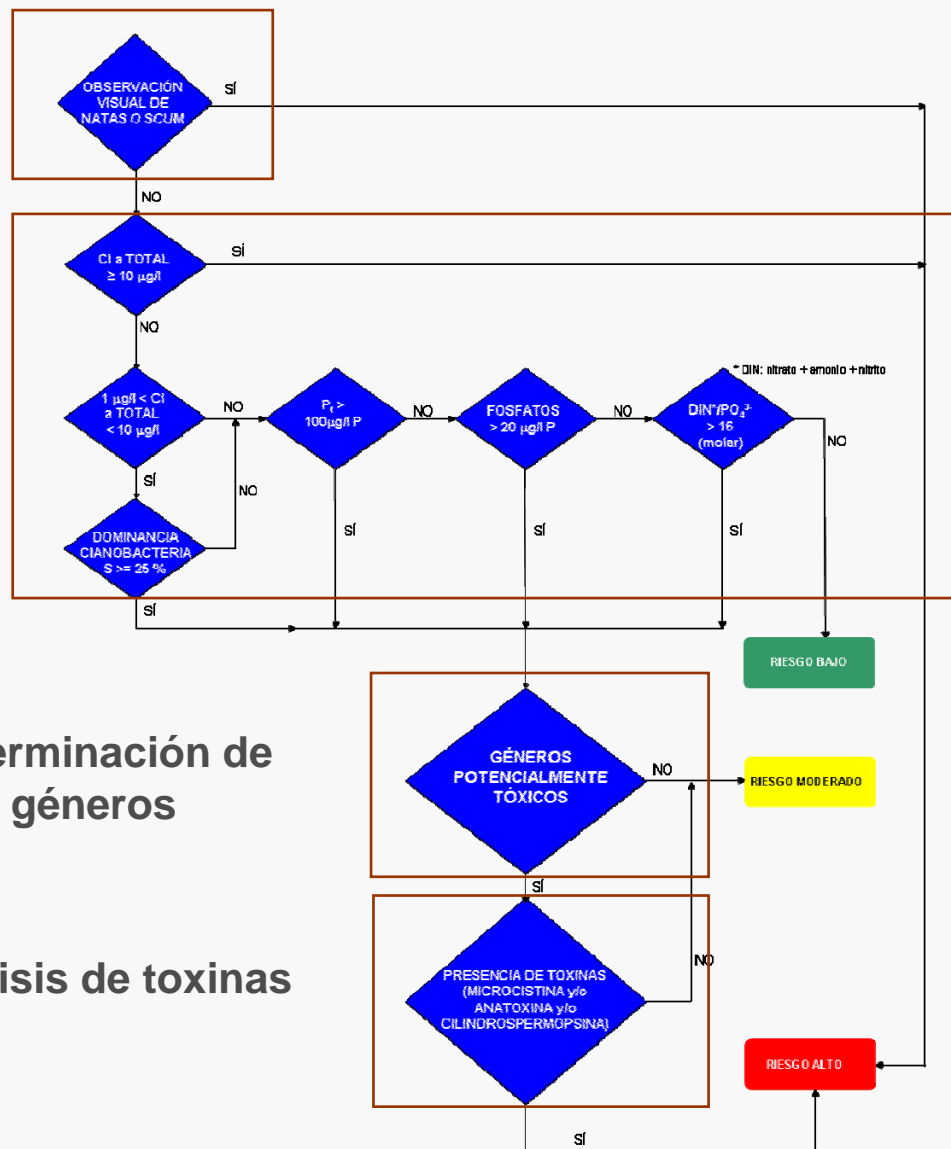 OBSERVACIÓN
VISUAL DE
NATAS O SCUM
SÍ
NO
Cl a TOTAL
≥ 10 µg/l
SÍ
NO
1 µg/l < Cl
a TOTAL
< 10 µg/l
NO
SÍ
DOMINANCIA
CIANOBACTERIA
S >= 25 %
NO
SÍ
Pt >
100µg/l P
NO
SÍ
FOSFATOS
> 20 µg/l P
NO
SÍ
* DIN: nitrato + amonio + nitrito
DIN*/PO₄³⁻
> 16
(molar)
NO
SÍ
RIESGO BAJO
erminación de
géneros
GÉNEROS
POTENCIALMENTE
TÓXICOS
NO
SÍ
RIESGO MODERADO
isis de toxinas
PRESENCIA DE TOXINAS
(MICROCISTINA y/o
ANATOXINA y/o
CILINDROSPERMOPSINA)
NO
SÍ
RIESGO ALTO